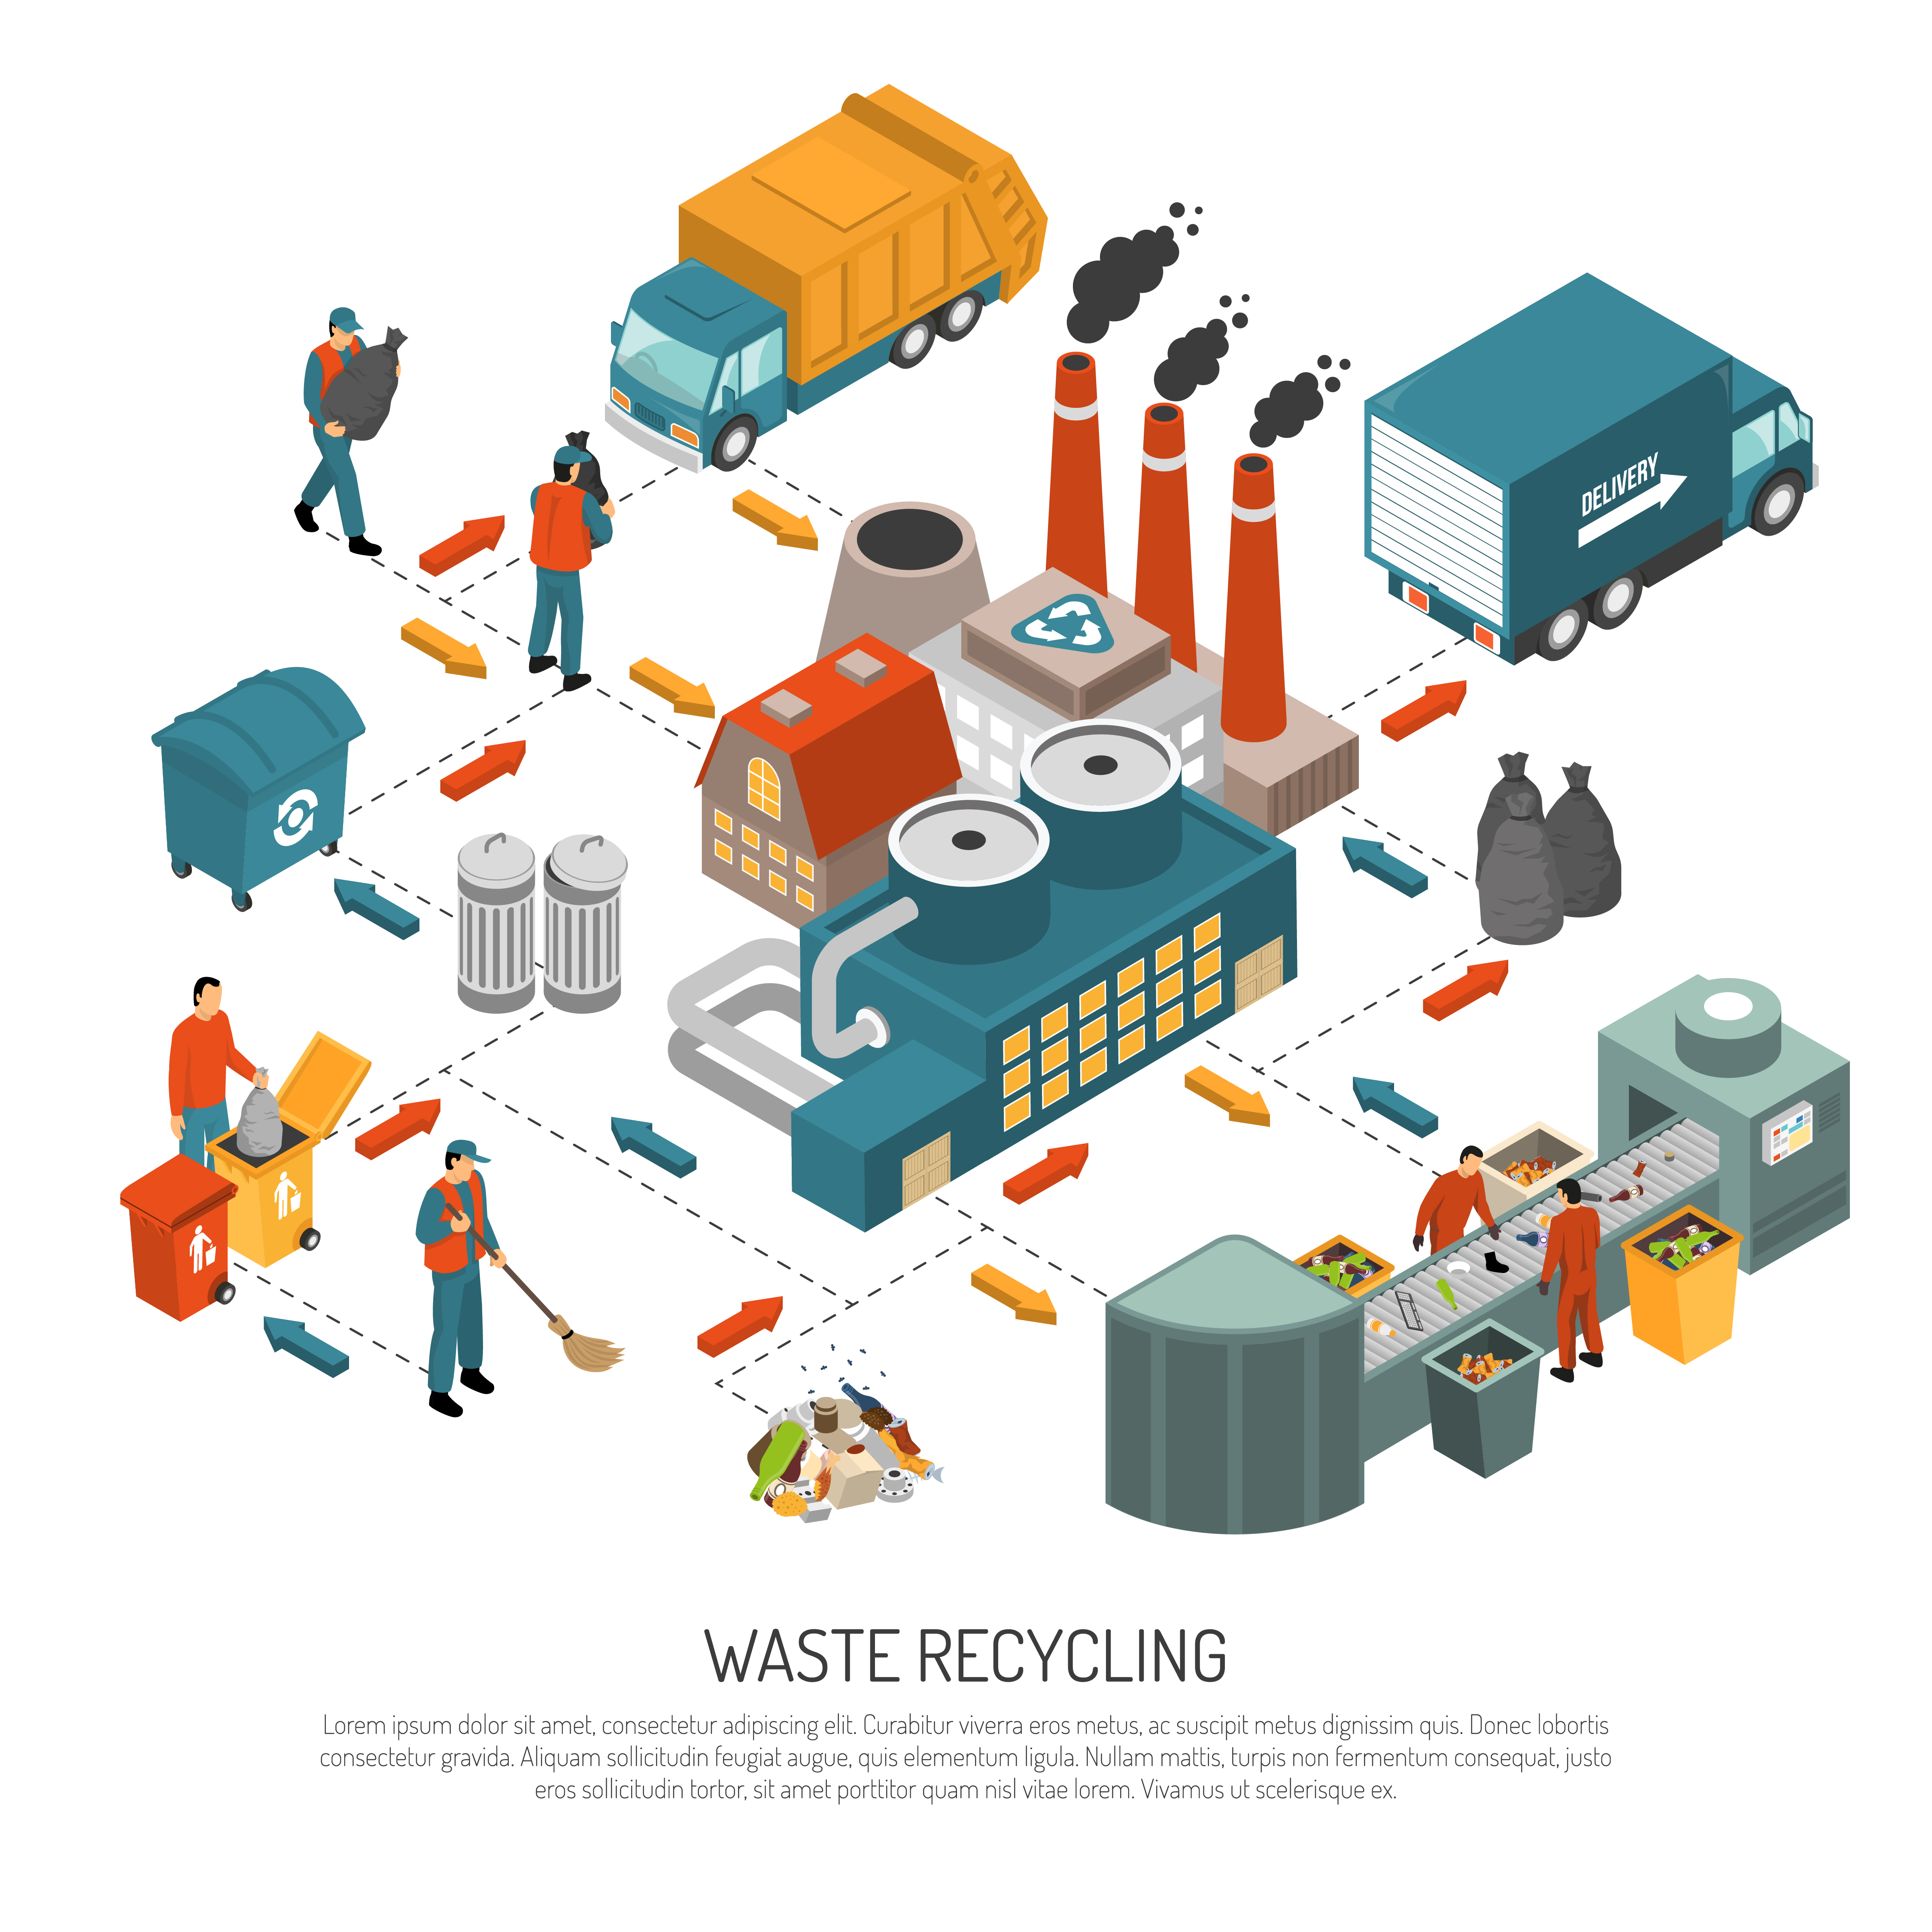 DELIVERY
WASTE RECYCLING
Lorem ipsum dolor sit amet, consectetur adipiscing elit. Curabitur viverra eros metus, ac suscipit metus dignissim quis. Donec lobortis
consectetur gravida. Aliquam sollicitudin feugiat augue, quis elementum ligula. Nullam mattis, turpis non fermentum consequat, justo
eros sollicitudin tortor, sit amet porttitor quam nisl vitae lorem. Vivamus ut scelerisque ex.